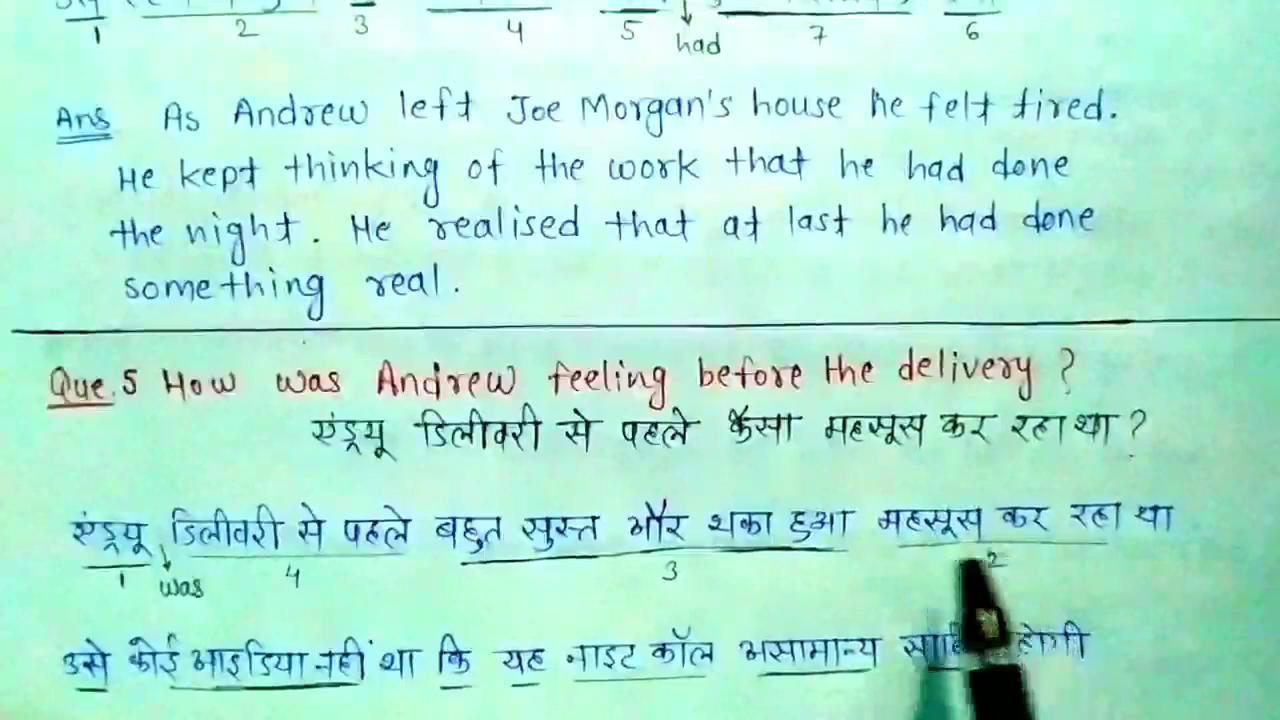 1 2 3 4 5 had 7 6
Ans As Andrew left Joe Morgan's house he felt tired.
He kept thinking of the work that he had done
the night. He realised that at last he had done
something real.
Que.5 How was Andrew feeling before the delivery?
एंड्रयू डिलीवरी से पहले कैसा महसूस कर रहा था?
एंड्रयू डिलीवरी से पहले बहुत सुस्त और थका हुआ महसूस कर रहा था
1 was 4 3 2
उसे कोई आइडिया नहीं था कि यह नाइट कॉल असामान्य होगी